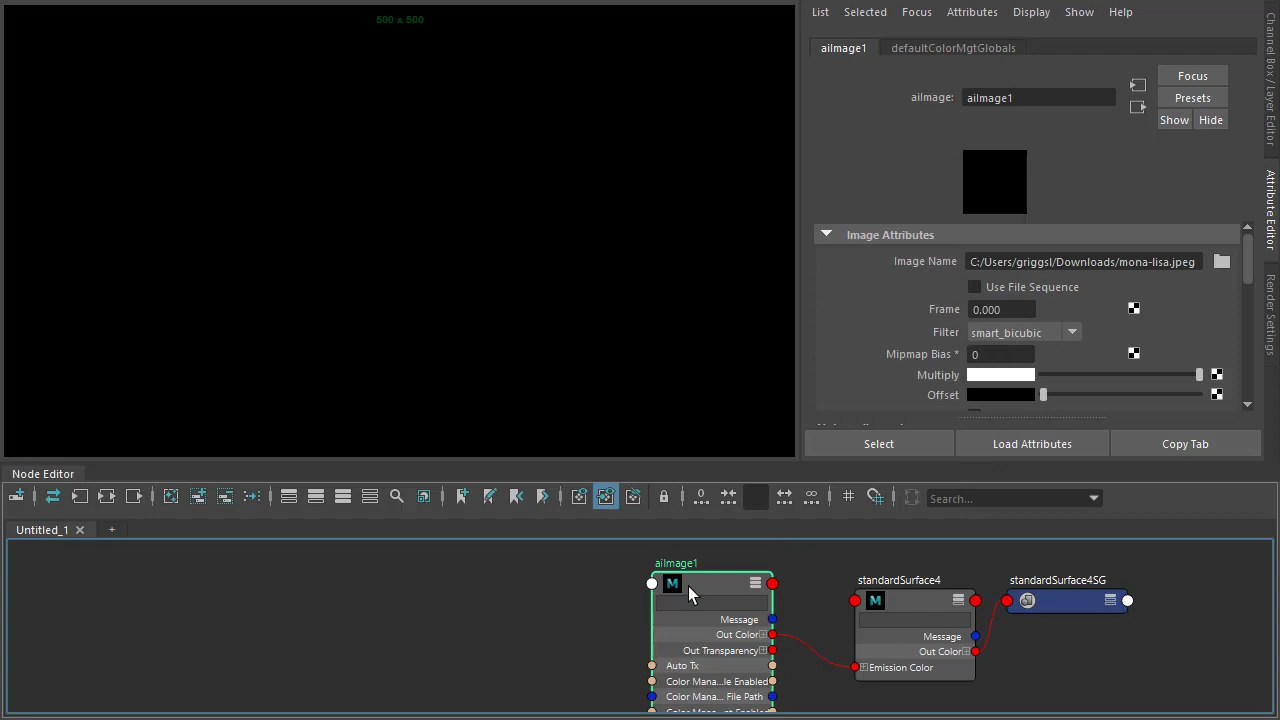 500 x 500
List Selected Focus Attributes Display Show Help
aiImage1 defaultColorMgtGlobals
aiImage: aiImage1
Focus
Presets
Show Hide
Image Attributes
Image Name C:/Users/griggsl/Downloads/mona-lisa.jpeg
Use File Sequence
Frame 0.000
Filter smart_bicubic
Mipmap Bias * 0
Multiply
Offset
Select Load Attributes Copy Tab
Channel Box / Layer Editor
Attribute Editor
Render Settings
Node Editor
0
Search...
Untitled_1 +
aiImage1
M
Message
Out Color
Out Transparency
Auto Tx
Color Mana...le Enabled
Color Mana... File Path
standardSurface4
M
Message
Out Color
Emission Color
standardSurface4SG